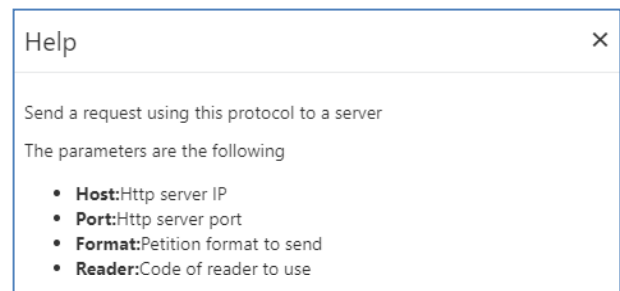 Help ×
Send a request using this protocol to a server
The parameters are the following
• Host:Http server IP
• Port:Http server port
• Format:Petition format to send
• Reader:Code of reader to use